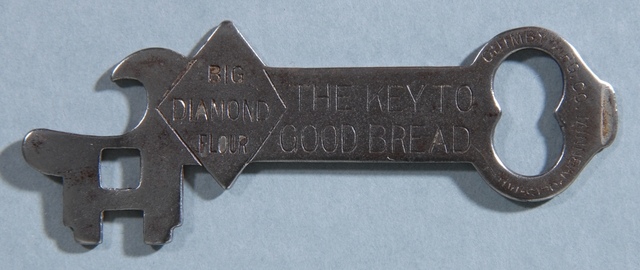 BIG
DIAMOND
FLOUR
THE KEY TO
GOOD BREAD